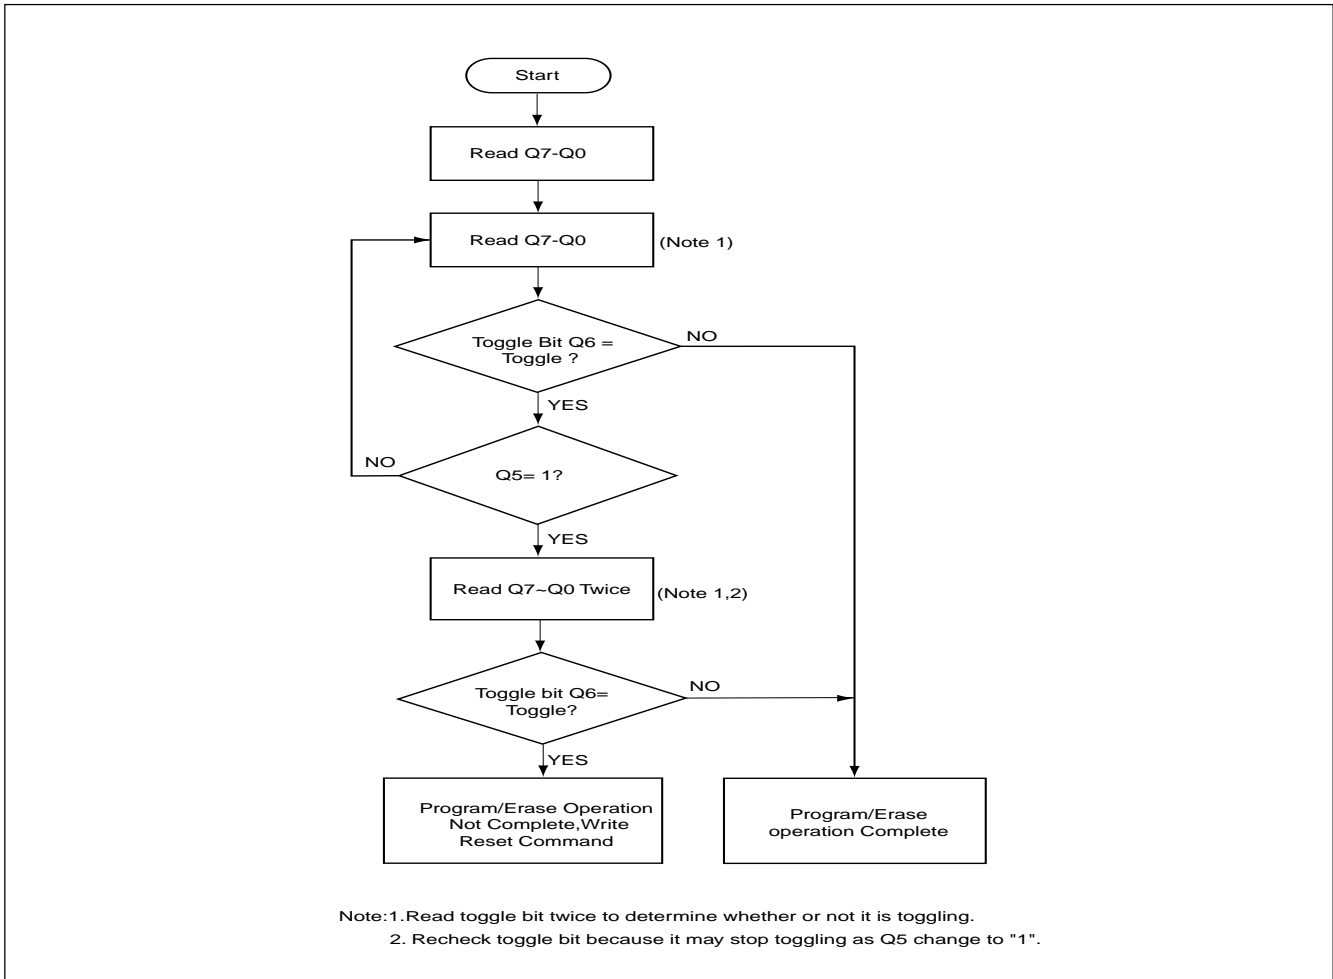 Start
Read Q7-Q0
Read Q7-Q0
(Note 1)
Toggle Bit Q6 =
Toggle ?
NO
YES
Q5= 1?
NO
YES
Read Q7~Q0 Twice
(Note 1,2)
Toggle bit Q6=
Toggle?
NO
YES
Program/Erase Operation
Not Complete,Write
Reset Command
Program/Erase
operation Complete
Note:1.Read toggle bit twice to determine whether or not it is toggling.
2. Recheck toggle bit because it may stop toggling as Q5 change to "1".